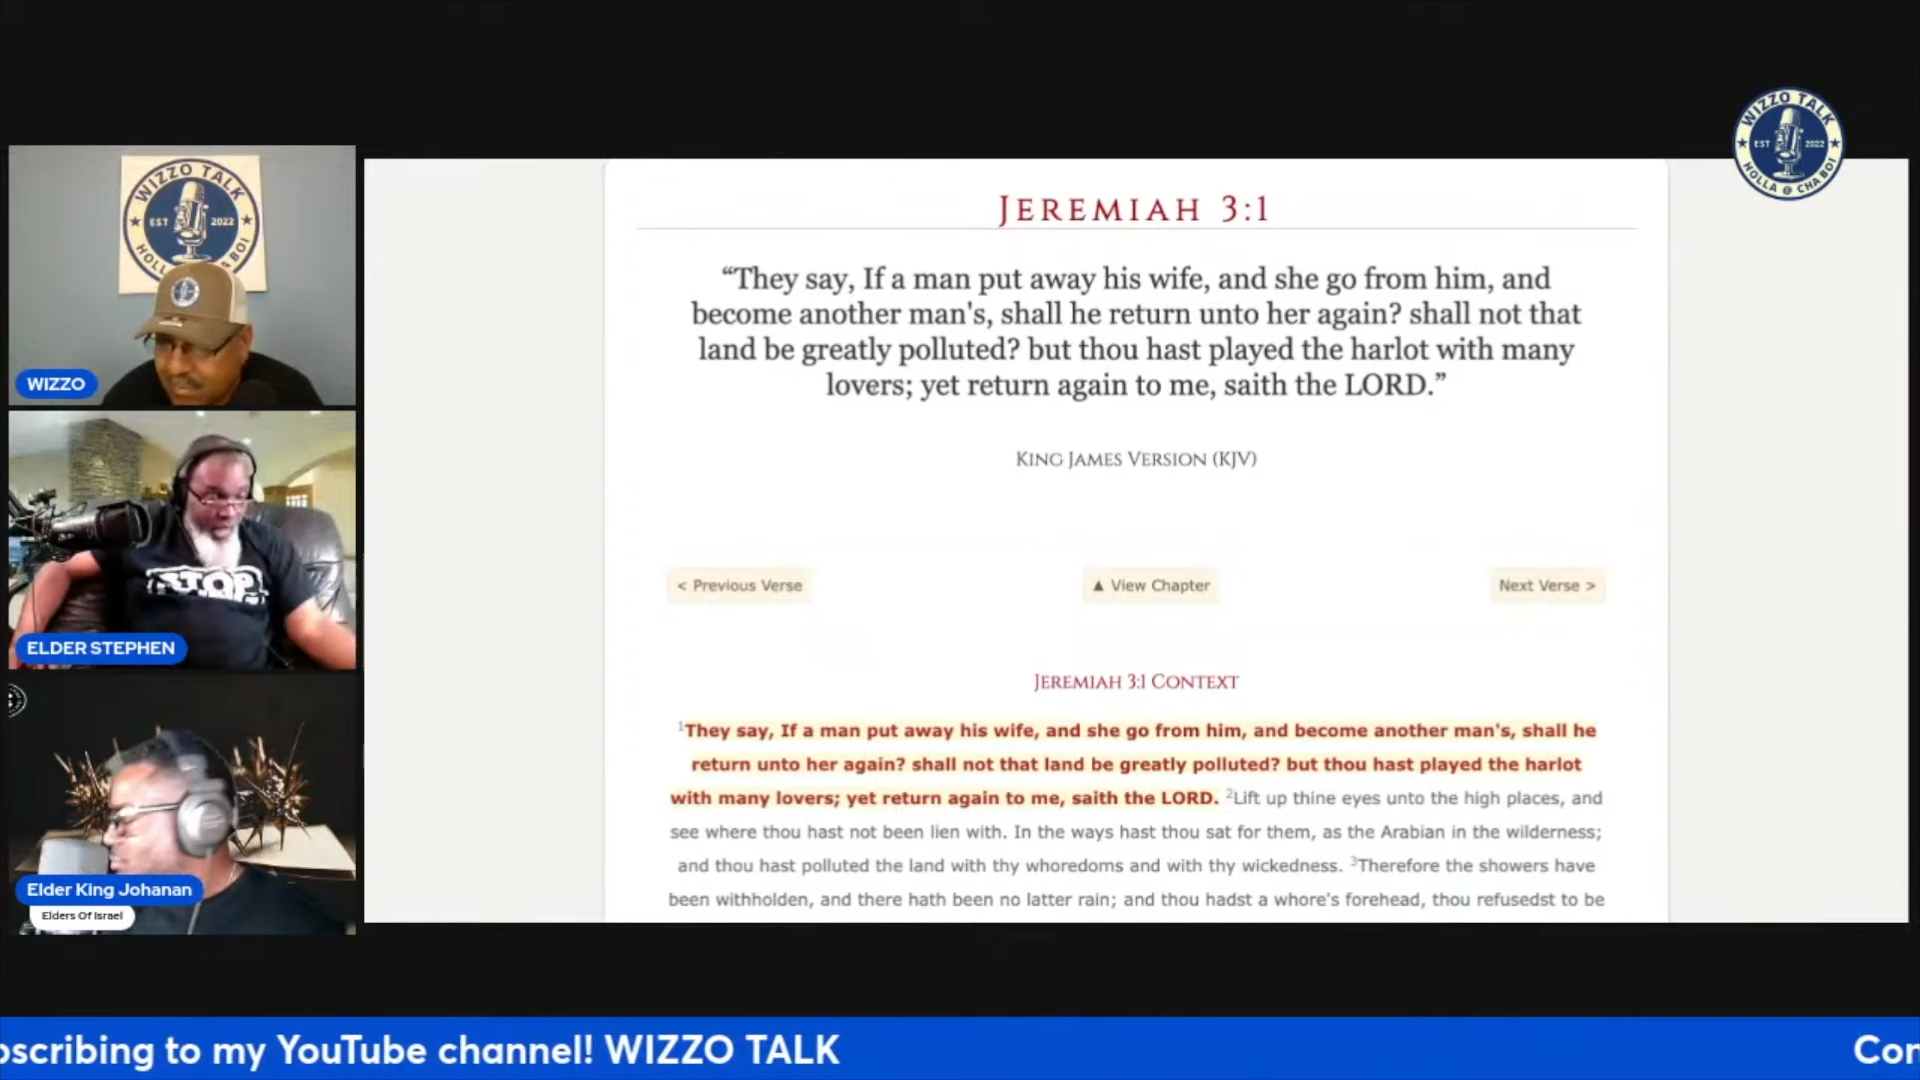 WIZZO TALK
EST 2022
HOLLA @ CHA BOI
WIZZO TALK
EST 2022
WIZZO
STOP
ELDER STEPHEN
Elder King Johanan
Elders Of Israel
JEREMIAH 3:1
“They say, If a man put away his wife, and she go from him, and
become another man's, shall he return unto her again? shall not that
land be greatly polluted? but thou hast played the harlot with many
lovers; yet return again to me, saith the LORD.”
KING JAMES VERSION (KJV)
< Previous Verse
▲ View Chapter
Next Verse >
JEREMIAH 3:1 CONTEXT
1They say, If a man put away his wife, and she go from him, and become another man's, shall he
return unto her again? shall not that land be greatly polluted? but thou hast played the harlot
with many lovers; yet return again to me, saith the LORD. 2Lift up thine eyes unto the high places, and
see where thou hast not been lien with. In the ways hast thou sat for them, as the Arabian in the wilderness;
and thou hast polluted the land with thy whoredoms and with thy wickedness. 3Therefore the showers have
been withholden, and there hath been no latter rain; and thou hadst a whore's forehead, thou refusedst to be
bscribing to my YouTube channel! WIZZO TALK
Con